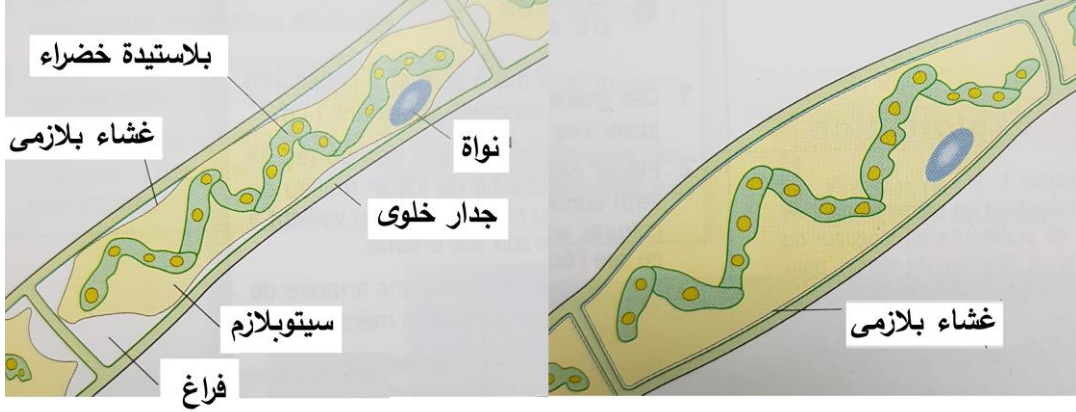 بلاستيدة خضراء
غشاء بلازمى
نواة
جدار خلوى
سيتوبلازم
فراغ
غشاء بلازمى